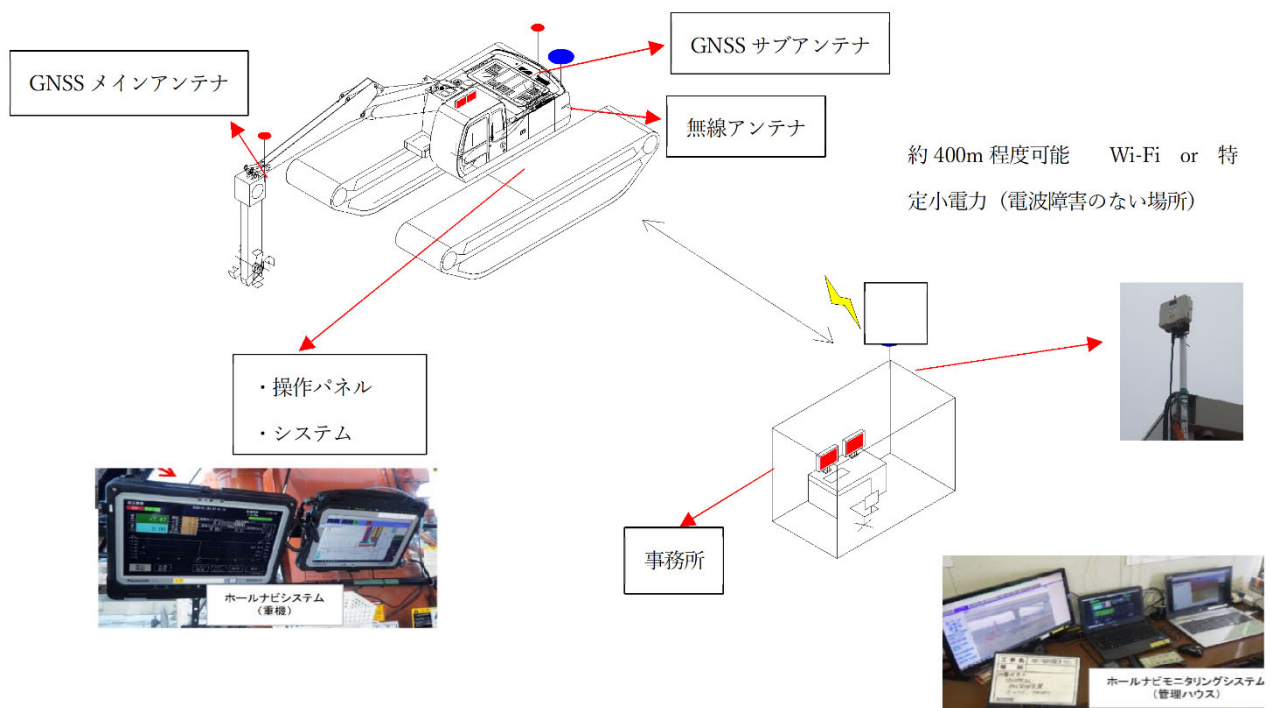 GNSS サブアンテナ
GNSS メインアンテナ
無線アンテナ
約 400m 程度可能 Wi-Fi or 特
定小電力（電波障害のない場所）
・操作パネル
・システム
事務所
Panasonic
ホールナビシステム
（重機）
ホールナビモニタリングシステム
（管理ハウス）